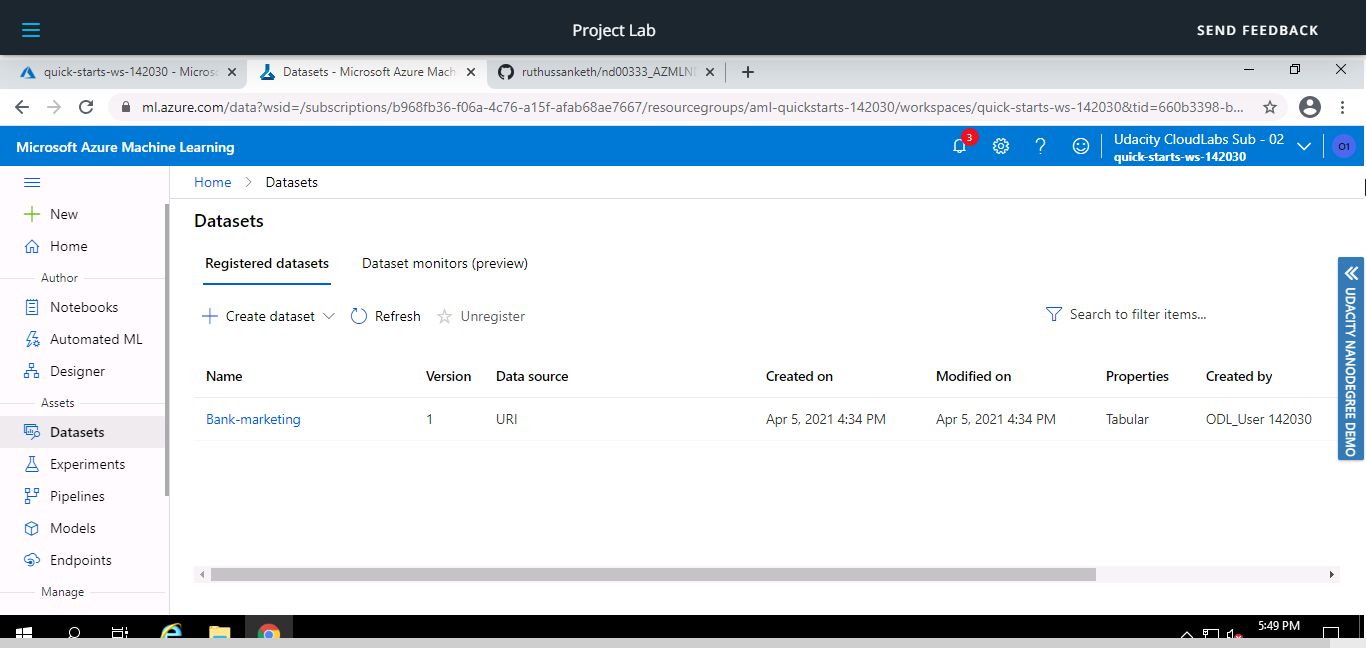 Project Lab
SEND FEEDBACK
quick-starts-ws-142030 - Micros
Datasets - Microsoft Azure Mach
ruthussanketh/nd00333_AZMLN
ml.azure.com/data?wsid=/subscriptions/b968fb36-f06a-4c76-a15f-afab68ae7667/resourcegroups/aml-quickstarts-142030/workspaces/quick-starts-ws-142030&tid=660b3398-b...
Microsoft Azure Machine Learning
3
Udacity CloudLabs Sub - 02
quick-starts-ws-142030
O1
New
Home
Author
Notebooks
Automated ML
Designer
Assets
Datasets
Experiments
Pipelines
Models
Endpoints
Manage
Home > Datasets
Datasets
Registered datasets Dataset monitors (preview)
Create dataset Refresh Unregister Search to filter items...
Name Version Data source Created on Modified on Properties Created by
Bank-marketing 1 URI Apr 5, 2021 4:34 PM Apr 5, 2021 4:34 PM Tabular ODL_User 142030
UDACITY NANODEGREE DEMO
5:49 PM